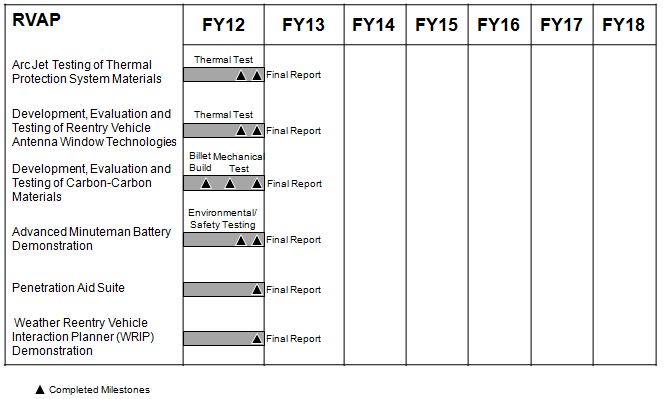 RVAP FY12 FY13 FY14 FY15 FY16 FY17 FY18
ArcJet Testing of Thermal
Protection System Materials
Thermal Test
Final Report
Development, Evaluation and
Testing of Reentry Vehicle
Antenna Window Technologies
Thermal Test
Final Report
Development, Evaluation and
Testing of Carbon-Carbon
Materials
Billet
Build
Mechanical
Test
Final Report
Advanced Minuteman Battery
Demonstration
Environmental/
Safety Testing
Final Report
Penetration Aid Suite
Final Report
Weather Reentry Vehicle
Interaction Planner (WRIP)
Demonstration
Final Report
Completed Milestones